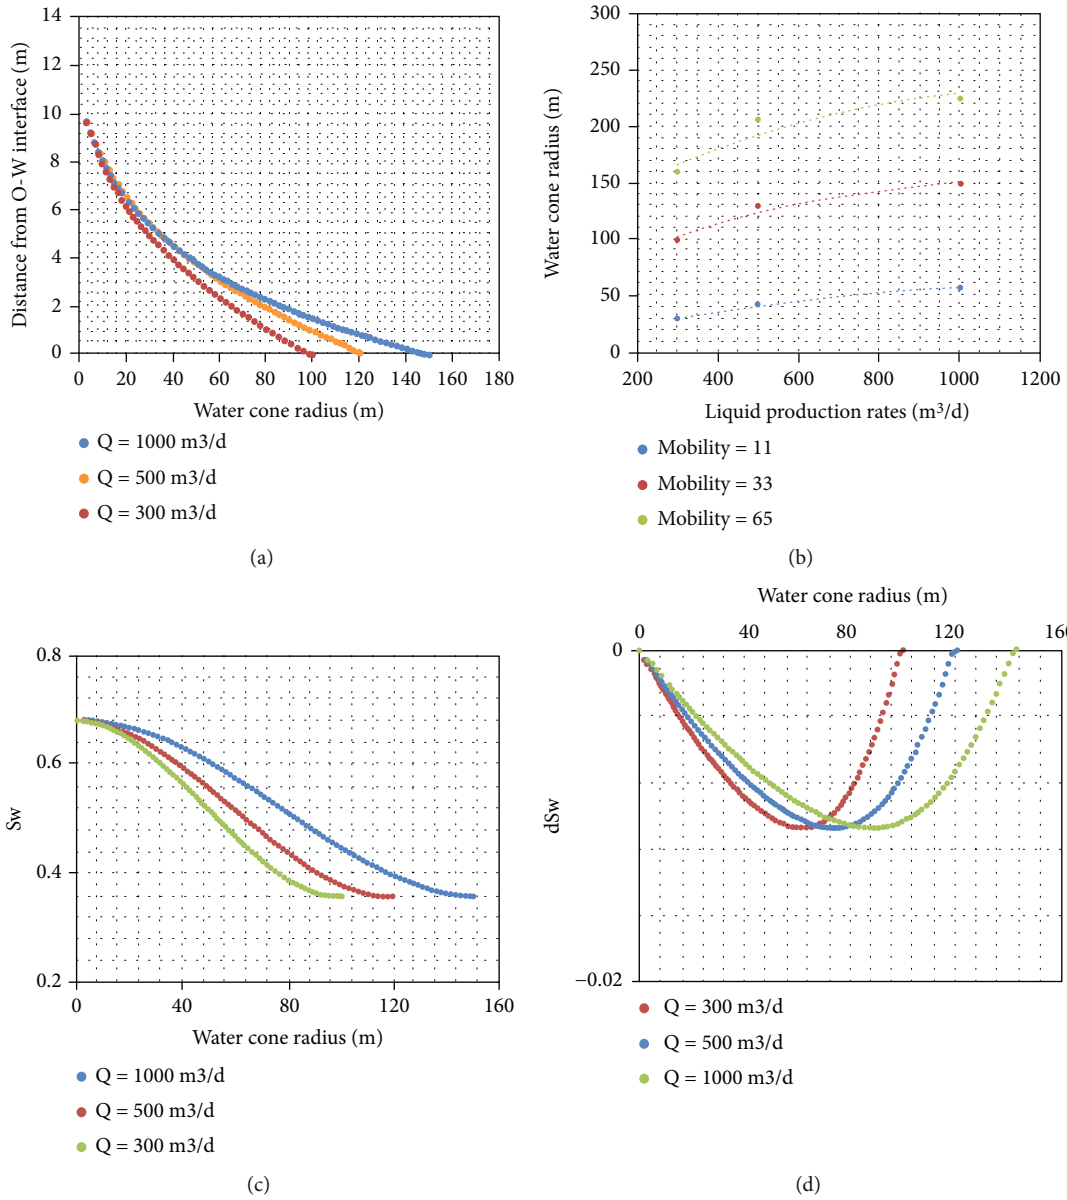 14
12
10
8
6
4
2
0
Distance from O-W interface (m)
0 20 40 60 80 100 120 140 160 180
Water cone radius (m)
Q = 1000 m3/d
Q = 500 m3/d
Q = 300 m3/d
(a)
300
250
200
150
100
50
0
Water cone radius (m)
200 400 600 800 1000 1200
Liquid production rates (m³/d)
Mobility = 11
Mobility = 33
Mobility = 65
(b)
0.8
0.6
0.4
0.2
Sw
0 40 80 120 160
Water cone radius (m)
Q = 1000 m3/d
Q = 500 m3/d
Q = 300 m3/d
(c)
Water cone radius (m)
0 40 80 120 160
0
−0.02
dSw
Q = 300 m3/d
Q = 500 m3/d
Q = 1000 m3/d
(d)